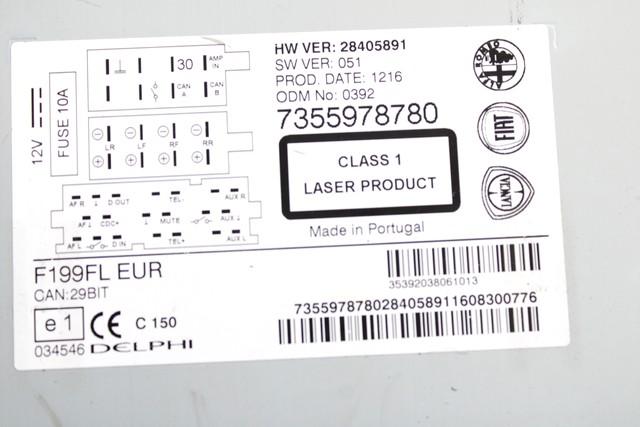 12V
FUSE 10A
30 AMP IN
CAN A CAN B
LR LF RF RR
AF R D OUT TEL- AUX R
AF CDC+ MUTE AUX
AF L D IN TEL+ AUX L
HW VER: 28405891
SW VER: 051
PROD. DATE: 1216
ODM No: 0392
7355978780
CLASS 1
LASER PRODUCT
Made in Portugal
ALFA ROMEO
FIAT
LANCIA
F199FL EUR
CAN:29BIT
e1 CE C 150
034546 DELPHI
35392038061013
7355978780284058911608300776